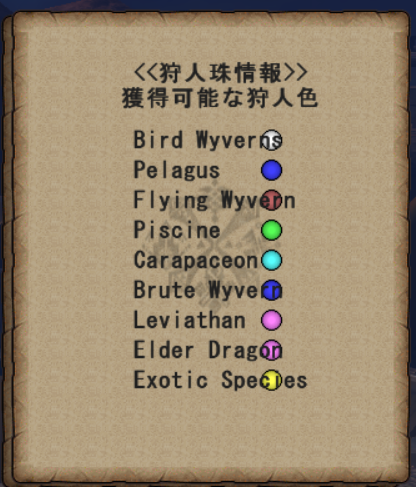 <<狩人珠情報>>
獲得可能な狩人色
Bird Wyverns
Pelagus
Flying Wyvern
Piscine
Carapaceon
Brute Wyvern
Leviathan
Elder Dragon
Exotic Species